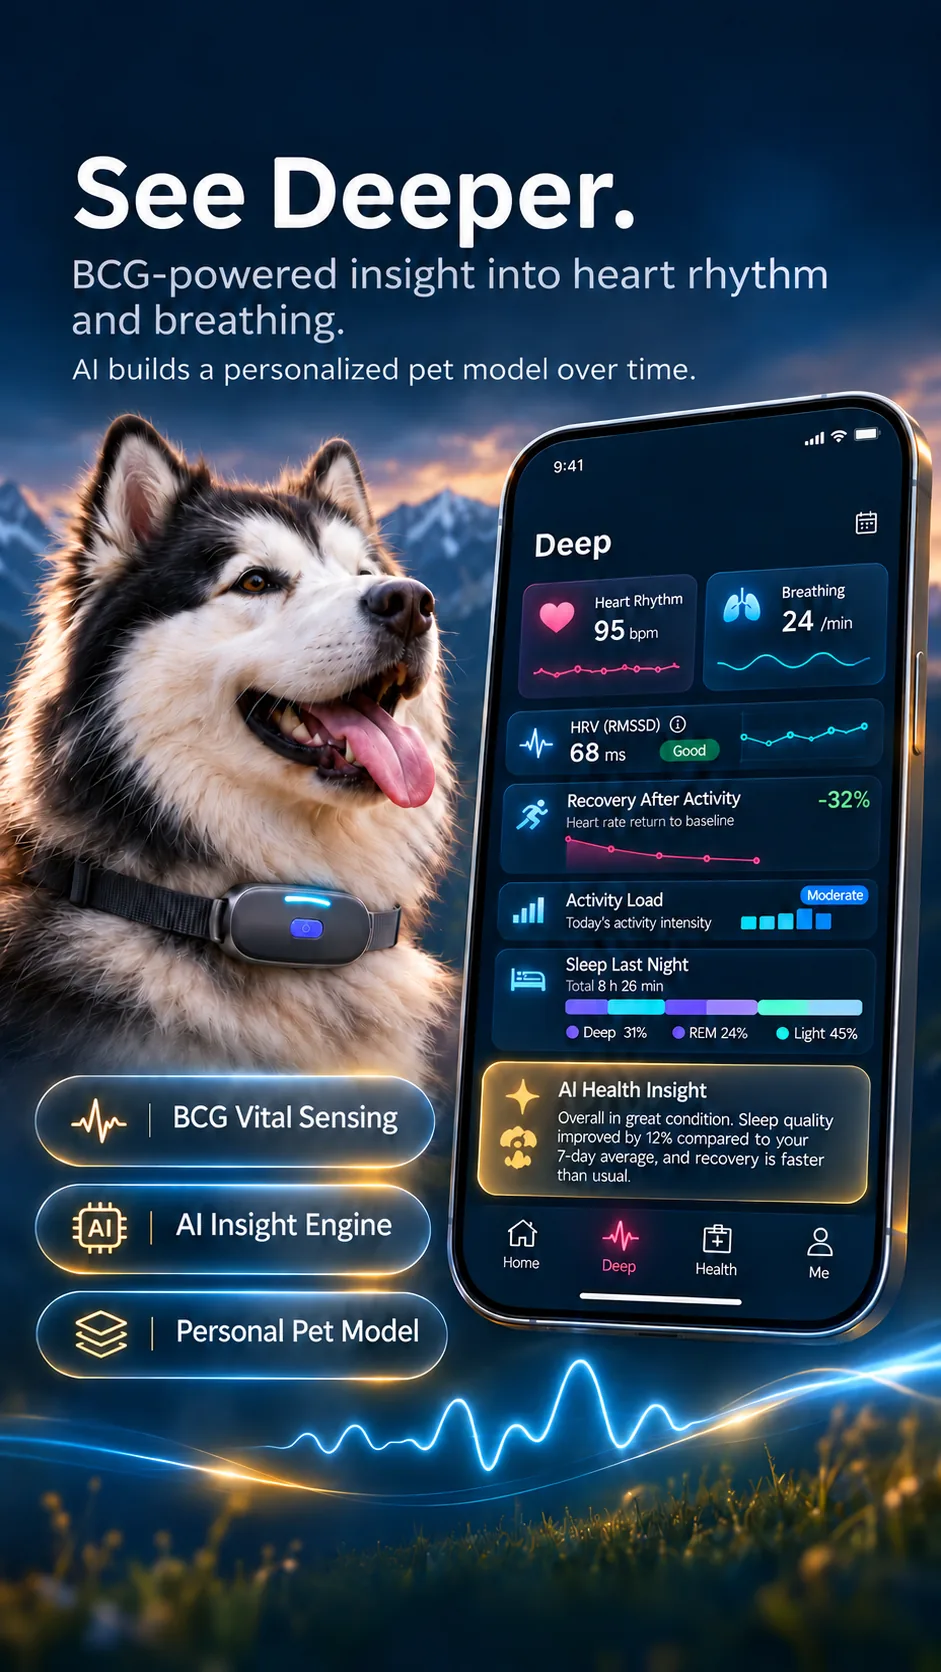 See Deeper.
BCG-powered insight into heart rhythm
and breathing.
AI builds a personalized pet model over time.
9:41
Deep
Heart Rhythm
95 bpm
Breathing
24 /min
HRV (RMSSD)
68 ms
Good
Recovery After Activity
-32%
Heart rate return to baseline
Activity Load
Moderate
Today's activity intensity
Sleep Last Night
Total 8 h 26 min
Deep 31%
REM 24%
Light 45%
AI Health Insight
Overall in great condition. Sleep quality
improved by 12% compared to your
7-day average, and recovery is faster
than usual.
Home
Deep
Health
Me
BCG Vital Sensing
AI
AI Insight Engine
Personal Pet Model